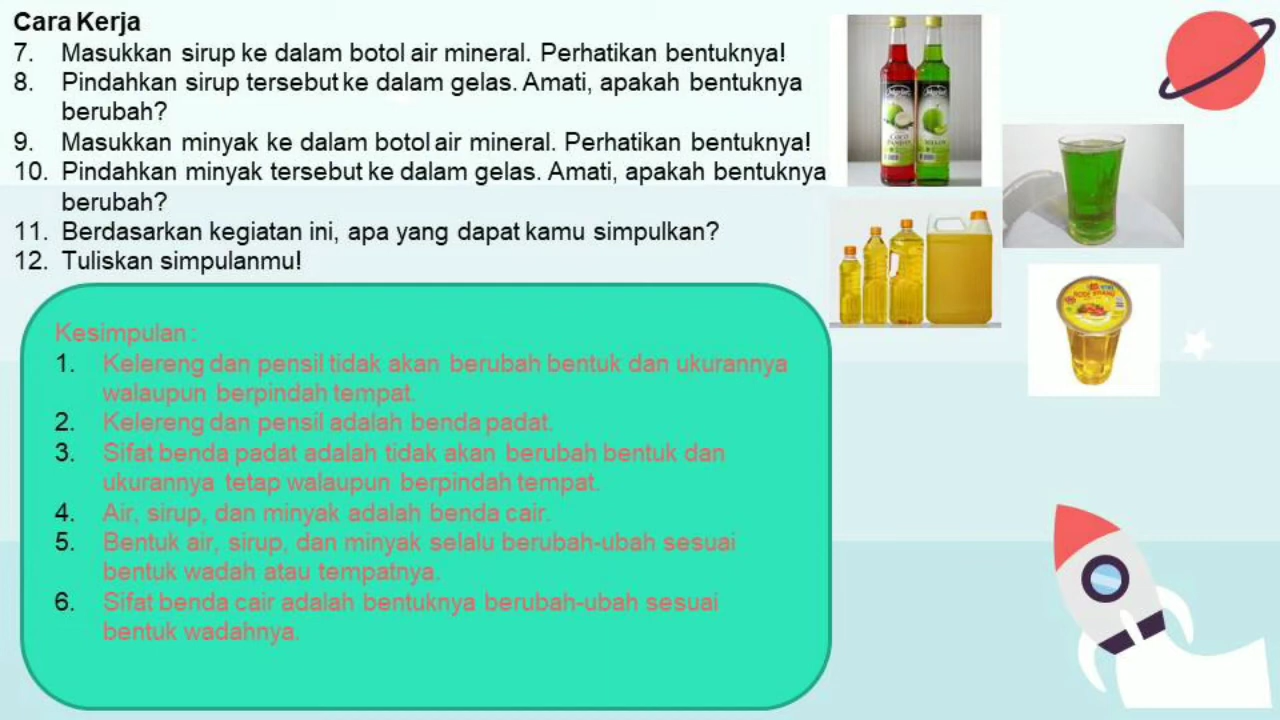 Cara Kerja
7. Masukkan sirup ke dalam botol air mineral. Perhatikan bentuknya!
8. Pindahkan sirup tersebut ke dalam gelas. Amati, apakah bentuknya
berubah?
9. Masukkan minyak ke dalam botol air mineral. Perhatikan bentuknya!
10. Pindahkan minyak tersebut ke dalam gelas. Amati, apakah bentuknya
berubah?
11. Berdasarkan kegiatan ini, apa yang dapat kamu simpulkan?
12. Tuliskan simpulanmu!
Kesimpulan :
1. Kelereng dan pensil tidak akan berubah bentuk dan ukurannya
walaupun berpindah tempat.
2. Kelereng dan pensil adalah benda padat.
3. Sifat benda padat adalah tidak akan berubah bentuk dan
ukurannya tetap walaupun berpindah tempat.
4. Air, sirup, dan minyak adalah benda cair.
5. Bentuk air, sirup, dan minyak selalu berubah-ubah sesuai
bentuk wadah atau tempatnya.
6. Sifat benda cair adalah bentuknya berubah-ubah sesuai
bentuk wadahnya.